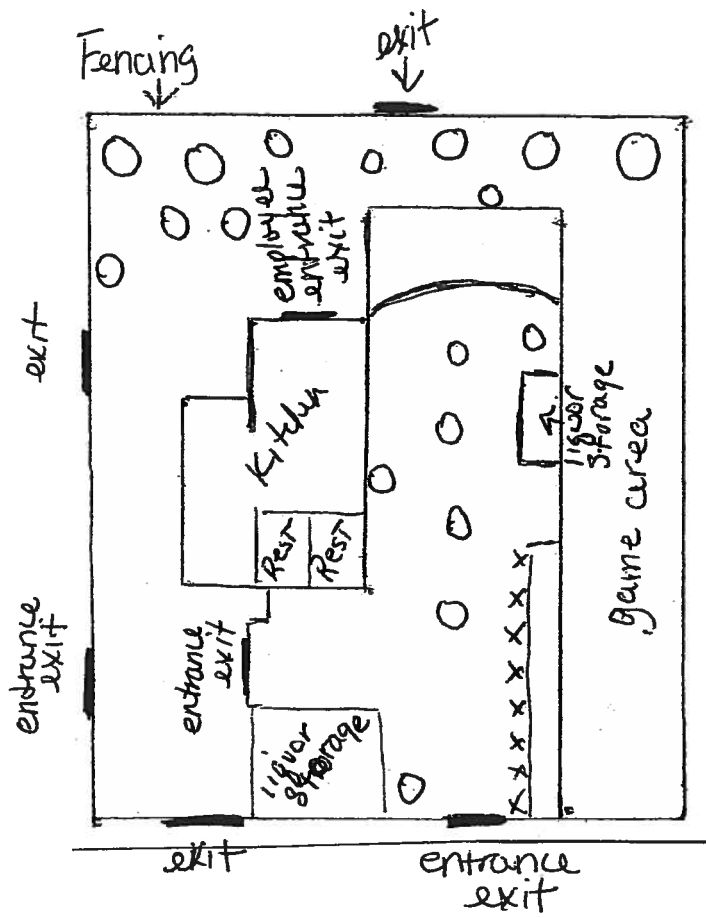 Fencing
exit
employee
entrance
exit
exit
Kitchen
liquor
storage
game area
Rest
Rest
x
x
x
x
x
x
x
x
entrance
exit
entrance
exit
liquor
storage
exit
entrance
exit